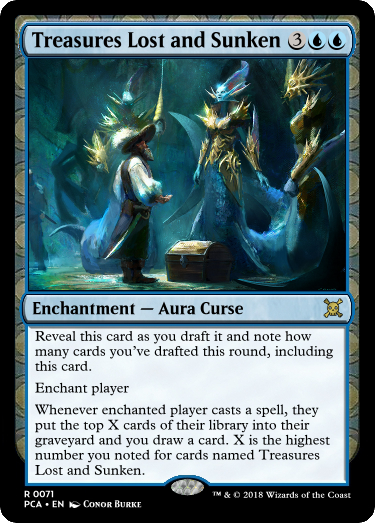 Treasures Lost and Sunken 3
Enchantment — Aura Curse
Reveal this card as you draft it and note how
many cards you've drafted this round, including
this card.
Enchant player
Whenever enchanted player casts a spell, they
put the top X cards of their library into their
graveyard and you draw a card. X is the highest
number you noted for cards named Treasures
Lost and Sunken.
R 0071
PCA • EN Conor Burke
™ & © 2018 Wizards of the Coast